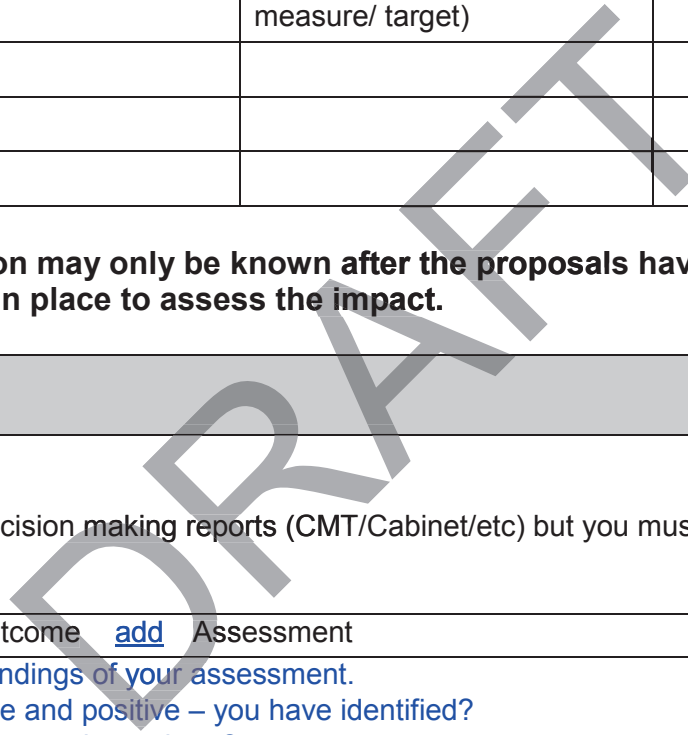 measure/ target)
on may only be known after the proposals hav
n place to assess the impact.
cision making reports (CMT/Cabinet/etc) but you mus
tcome add Assessment
ndings of your assessment.
e and positive – you have identified?
DRAFT